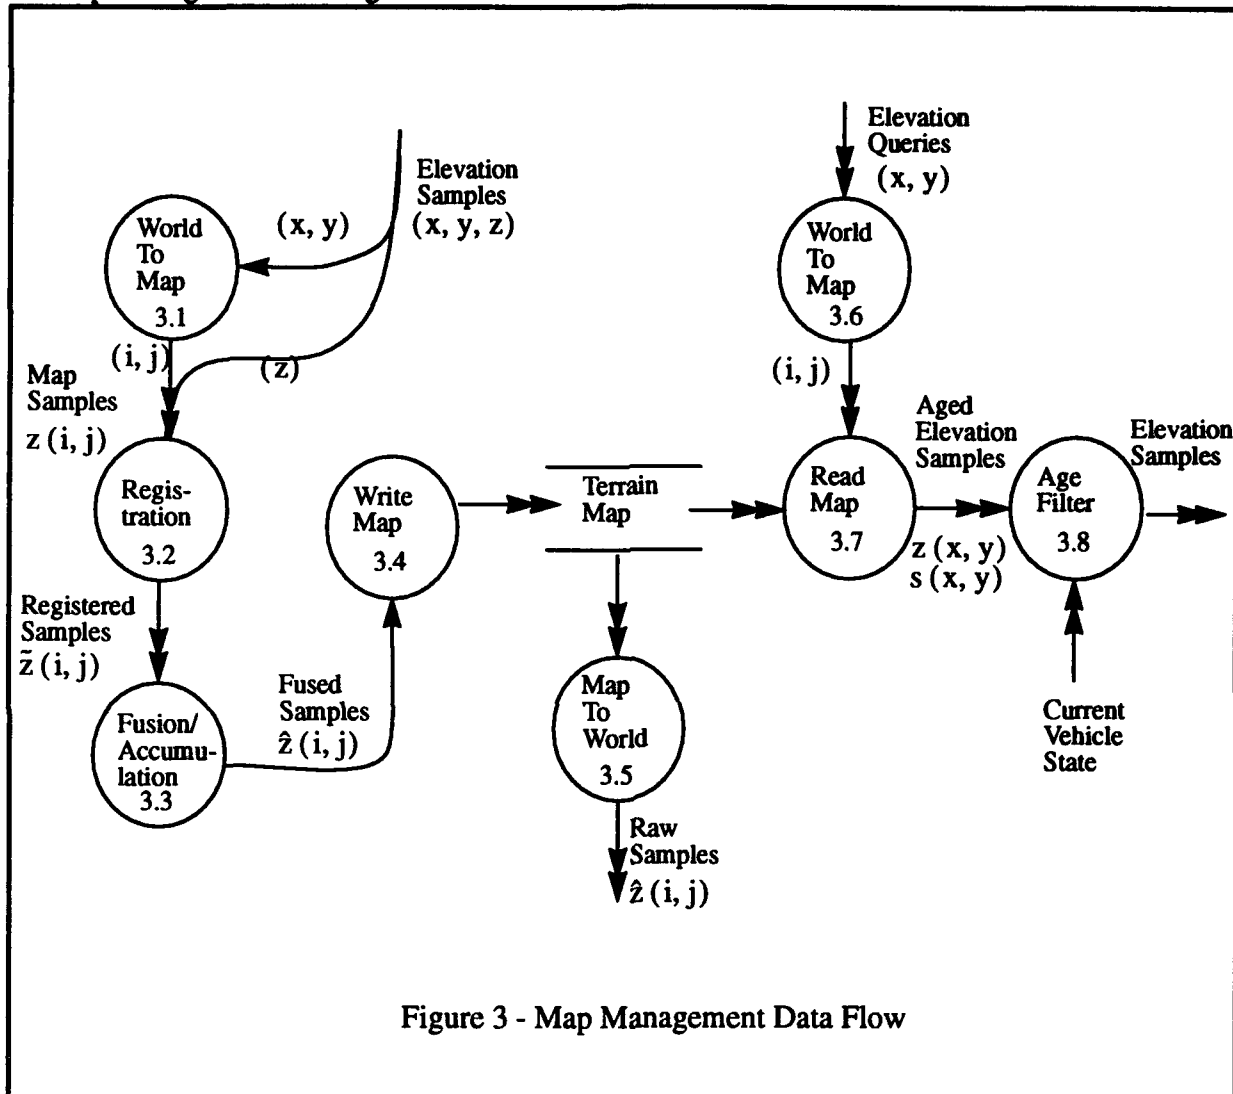 Elevation
Samples
(x, y, z)
(x, y)
World
To
Map
3.1
(i, j)
(z)
Map
Samples
z (i, j)
Regis-
tration
3.2
Registered
Samples
z̃ (i, j)
Fusion/
Accumu-
lation
3.3
Fused
Samples
ẑ (i, j)
Write
Map
3.4
Terrain
Map
Map
To
World
3.5
Raw
Samples
ẑ (i, j)
Elevation
Queries
(x, y)
World
To
Map
3.6
(i, j)
Read
Map
3.7
Aged
Elevation
Samples
z (x, y)
s (x, y)
Age
Filter
3.8
Elevation
Samples
Current
Vehicle
State
Figure 3 - Map Management Data Flow